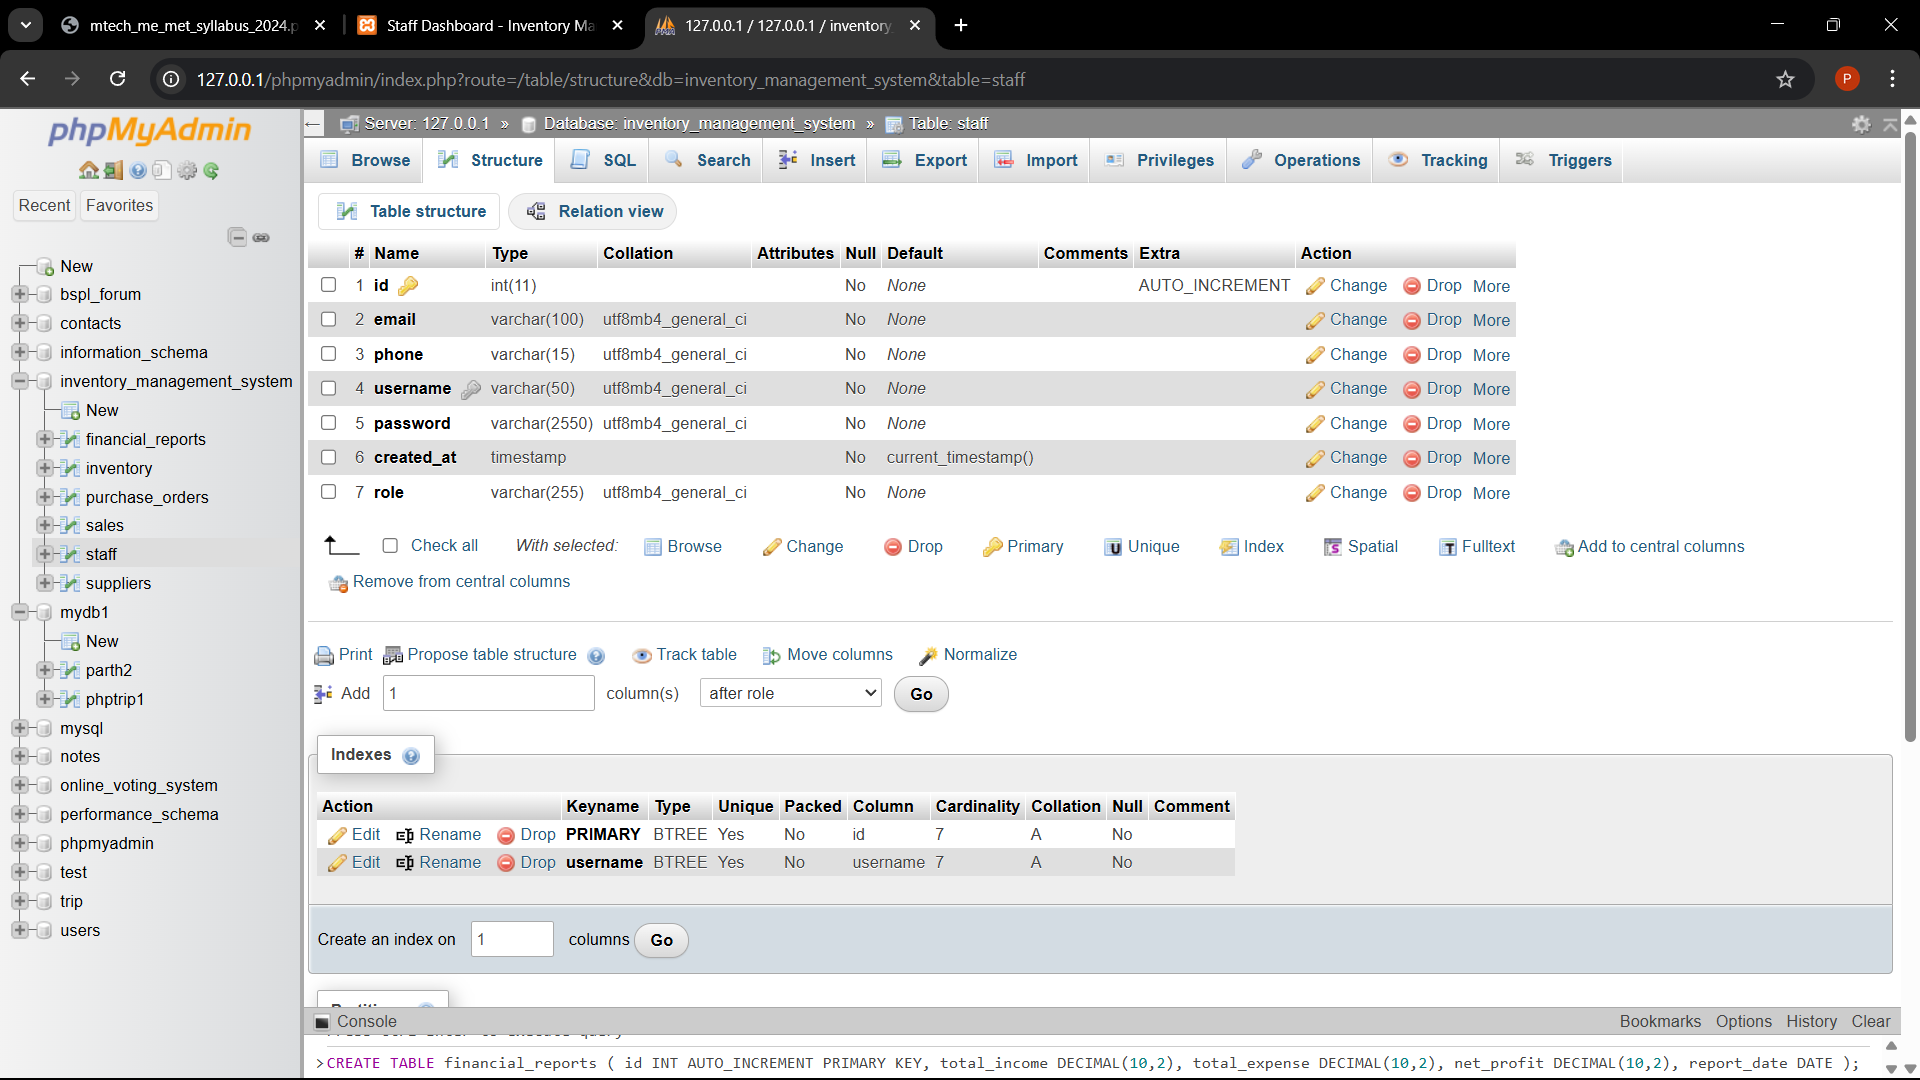 mtech_me_met_syllabus_2024.p
Staff Dashboard - Inventory Ma
127.0.0.1 / 127.0.0.1 / inventory
127.0.0.1/phpmyadmin/index.php?route=/table/structure&db=inventory_management_system&table=staff
P
phpMyAdmin
Recent Favorites
New
bspl_forum
contacts
information_schema
inventory_management_system
New
financial_reports
inventory
purchase_orders
sales
staff
suppliers
mydb1
New
parth2
phptrip1
mysql
notes
online_voting_system
performance_schema
phpmyadmin
test
trip
users
Server: 127.0.0.1 » Database: inventory_management_system » Table: staff
Browse Structure SQL Search Insert Export Import Privileges Operations Tracking Triggers
Table structure Relation view
# Name Type Collation Attributes Null Default Comments Extra Action
1 id int(11) No None AUTO_INCREMENT Change Drop More
2 email varchar(100) utf8mb4_general_ci No None Change Drop More
3 phone varchar(15) utf8mb4_general_ci No None Change Drop More
4 username varchar(50) utf8mb4_general_ci No None Change Drop More
5 password varchar(2550) utf8mb4_general_ci No None Change Drop More
6 created_at timestamp No current_timestamp() Change Drop More
7 role varchar(255) utf8mb4_general_ci No None Change Drop More
Check all With selected: Browse Change Drop Primary Unique Index Spatial Fulltext Add to central columns
Remove from central columns
Print Propose table structure Track table Move columns Normalize
Add 1 column(s) after role Go
Indexes
Action Keyname Type Unique Packed Column Cardinality Collation Null Comment
Edit Rename Drop PRIMARY BTREE Yes No id 7 A No
Edit Rename Drop username BTREE Yes No username 7 A No
Create an index on 1 columns Go
Console Bookmarks Options History Clear
>CREATE TABLE financial_reports ( id INT AUTO_INCREMENT PRIMARY KEY, total_income DECIMAL(10,2), total_expense DECIMAL(10,2), net_profit DECIMAL(10,2), report_date DATE );